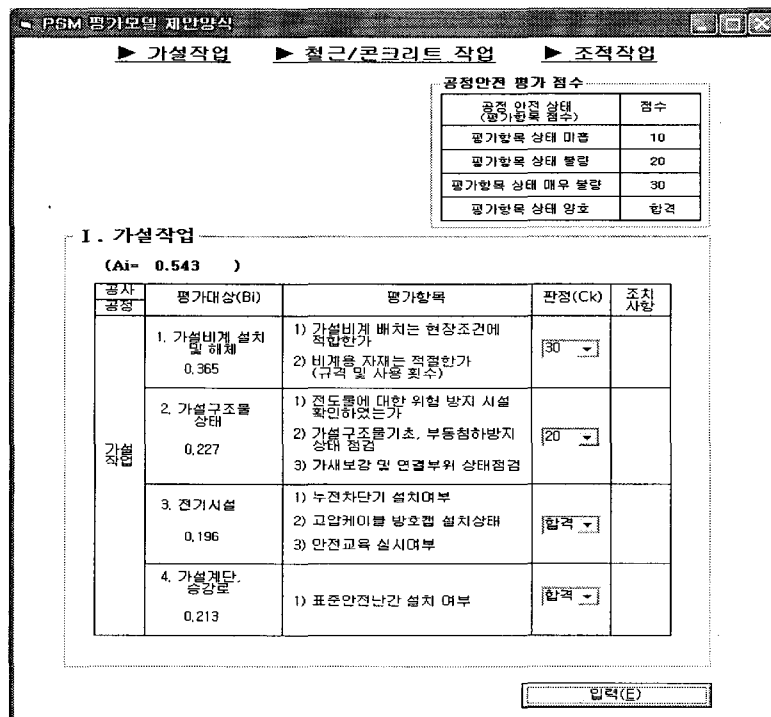 PSM 평가모델 제안양식
▶ 가설작업 ▶ 철근/콘크리트 작업 ▶ 조적작업
공정안전 평가 점수
공정 안전 상태
(평가항목 점수)
점수
평가항목 상태 미흡 10
평가항목 상태 불량 20
평가항목 상태 매우 불량 30
평가항목 상태 양호 합격
I. 가설작업
(Ai= 0.543 )
공사
공정
평가대상(Bi)
평가항목
판정(Ck)
조치
사항
가설
작업
1. 가설비계 설치
및 해체
0.365
1) 가설비계 배치는 현장조건에
적합한가
2) 비계용 자재는 적절한가
(규격 및 사용 횟수)
30
2. 가설구조물
상태
0.227
1) 전도물에 대한 위험 방지 시설
확인하였는가
2) 가설구조물기초, 부동침하방지
상태 점검
3) 가새보강 및 연결부위 상태점검
20
3. 전기시설
0.196
1) 누전차단기 설치여부
2) 고압케이블 방호캡 설치상태
3) 안전교육 실시여부
합격
4. 가설계단,
승강로
0.213
1) 표준안전난간 설치 여부
합격
입력(E)